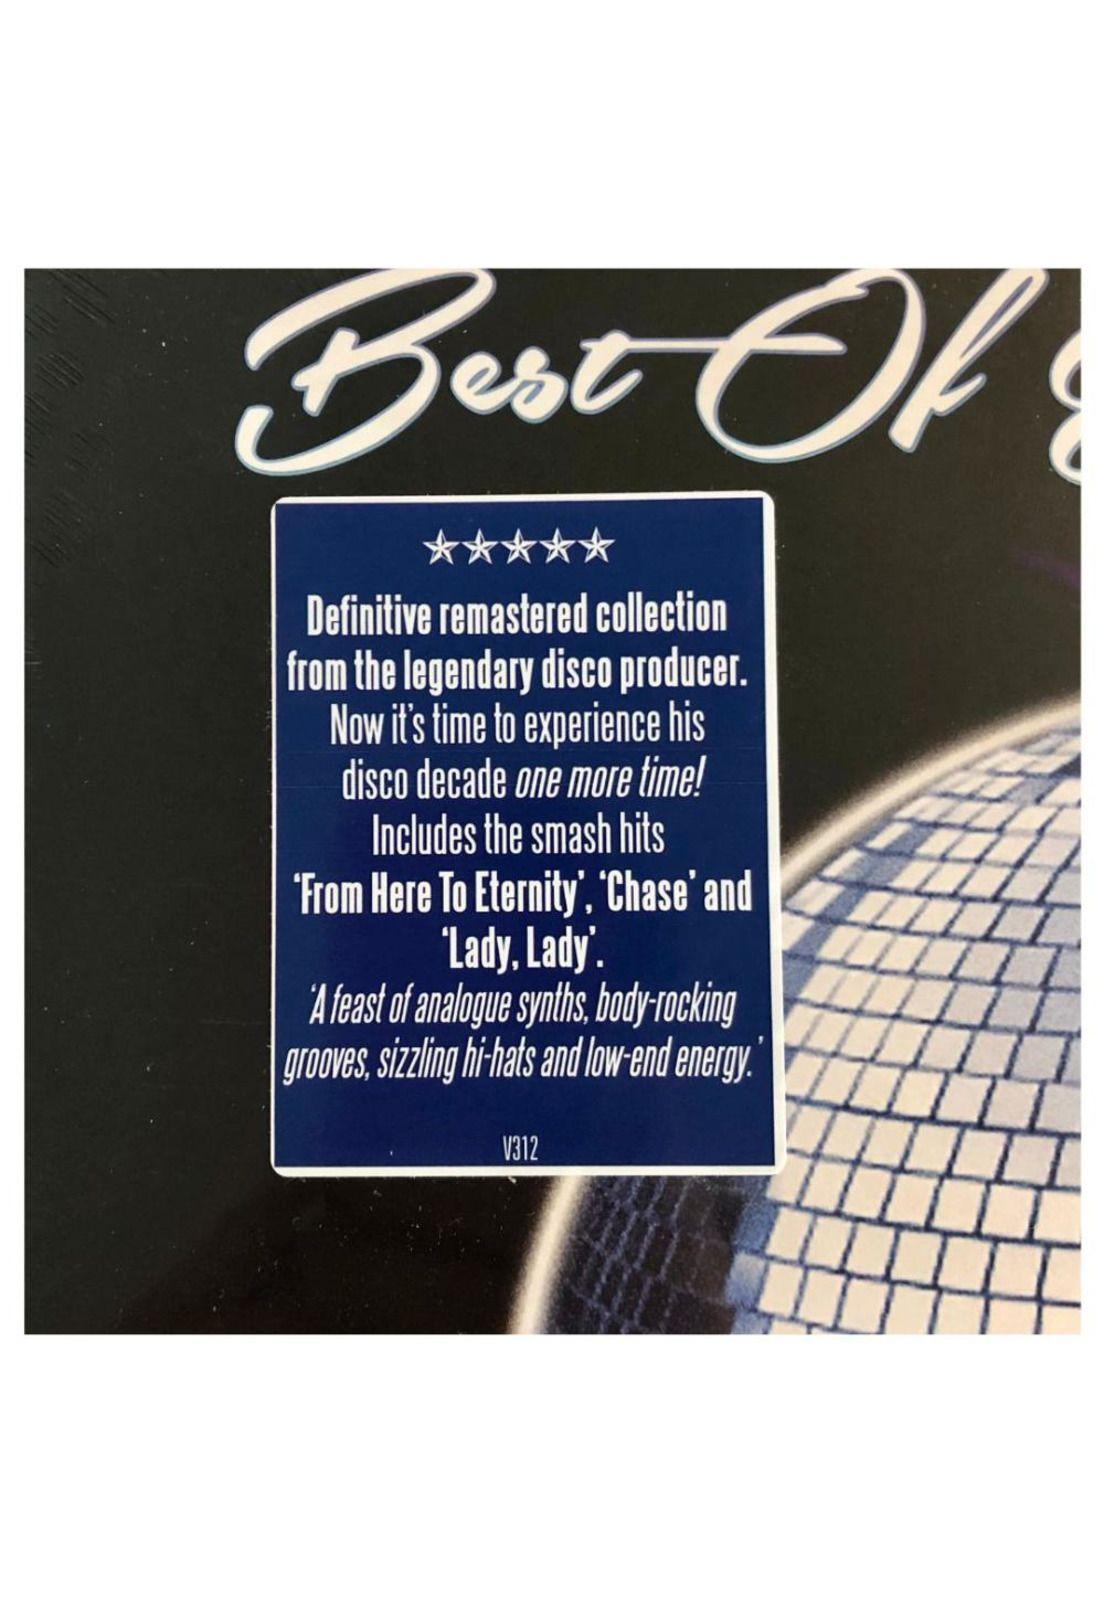 Best Of
Definitive remastered collection
from the legendary disco producer.
Now it's time to experience his
disco decade one more time!
Includes the smash hits
‘From Here To Eternity’, ‘Chase’ and
‘Lady, Lady’.
‘A feast of analogue synths, body-rocking
grooves, sizzling hi-hats and low-end energy.’
V312